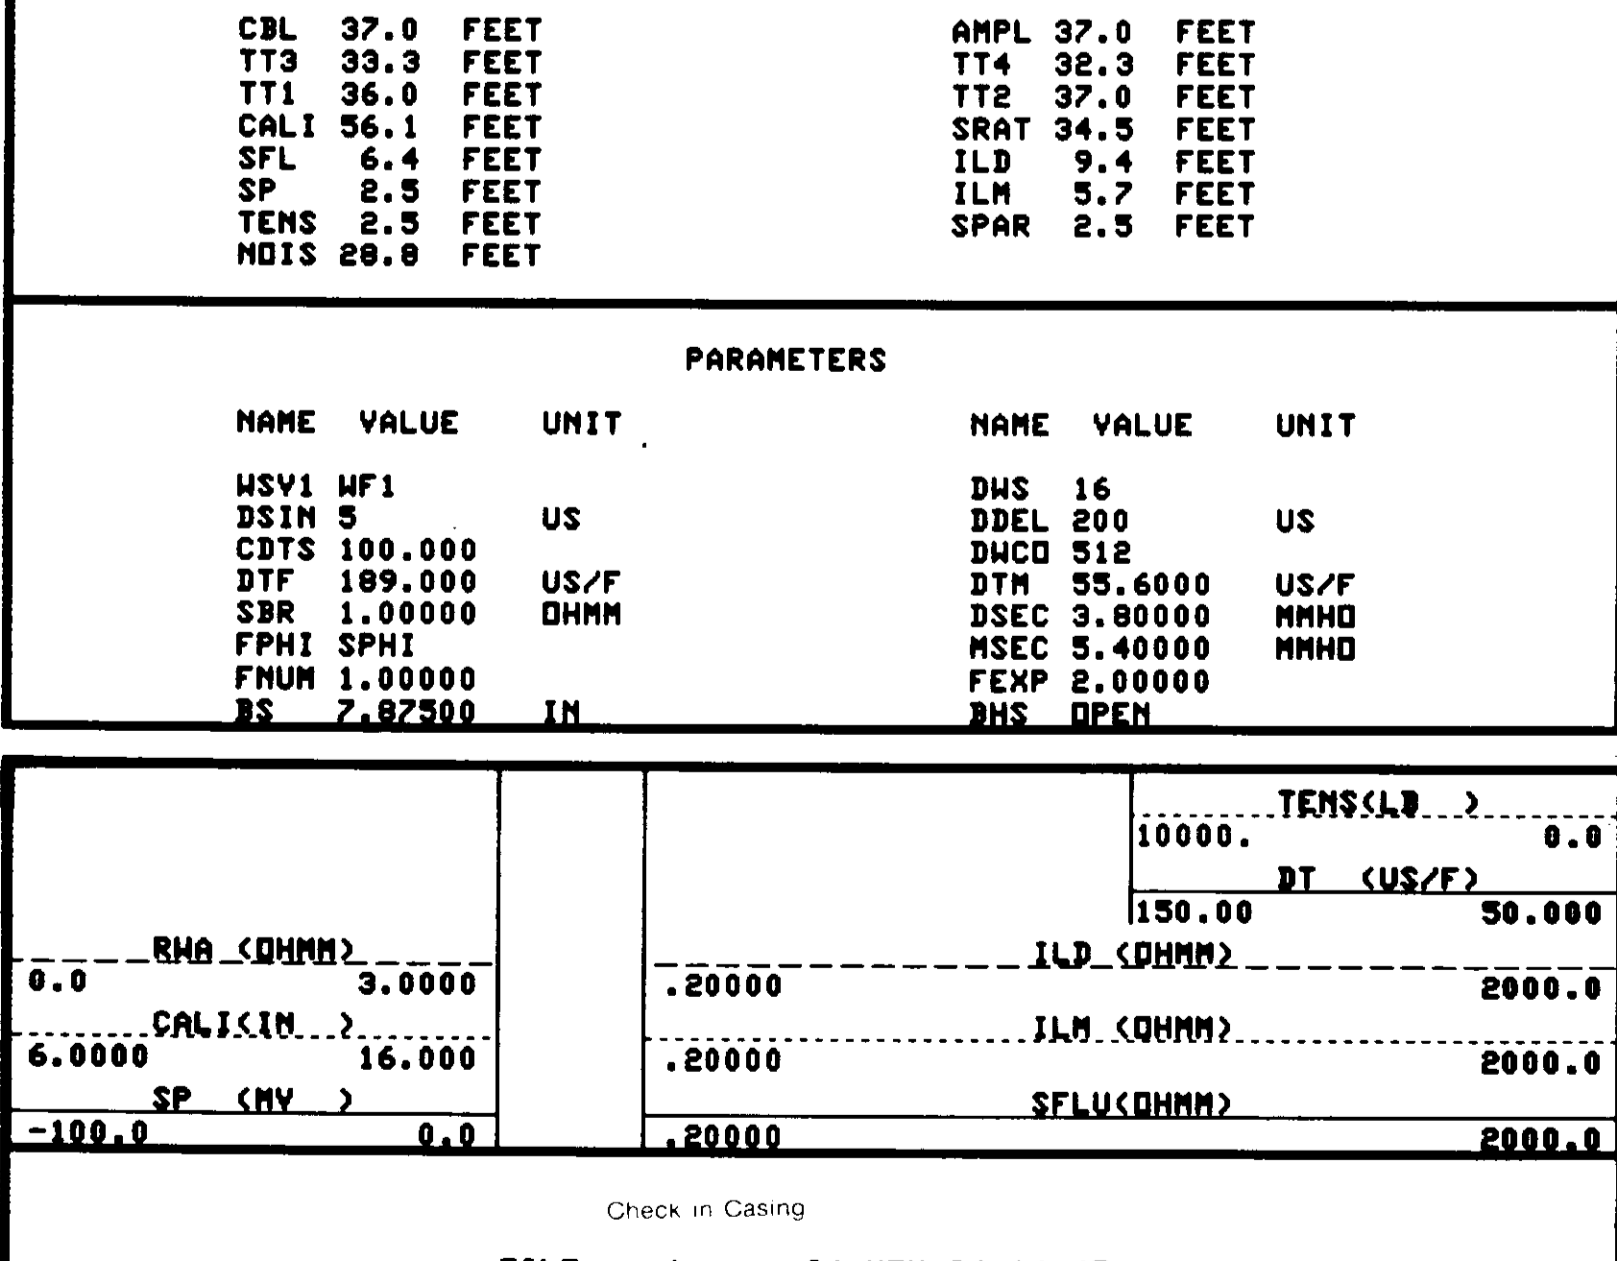 CBL 37.0 FEET AMPL 37.0 FEET
TT3 33.3 FEET TT4 32.3 FEET
TT1 36.0 FEET TT2 37.0 FEET
CALI 56.1 FEET SRAT 34.5 FEET
SFL 6.4 FEET ILD 9.4 FEET
SP 2.5 FEET ILM 5.7 FEET
TENS 2.5 FEET SPAR 2.5 FEET
NOIS 28.8 FEET
PARAMETERS
NAME VALUE UNIT NAME VALUE UNIT
WSV1 WF1 DWS 16
DSIN 5 US DDEL 200 US
CDTS 100.000 DWCO 512
DTF 189.000 US/F DTM 55.6000 US/F
SBR 1.00000 OHMM DSEC 3.80000 MMHO
FPHI SPHI MSEC 5.40000 MMHO
FNUM 1.00000 FEXP 2.00000
BS 7.87500 IN BHS OPEN
TENS(LB )
10000. 0.0
DT (US/F)
150.00 50.000
RWA (OHMM) ILD (OHMM)
0.0 3.0000 .20000 2000.0
CALI(IN ) ILM (OHMM)
6.0000 16.000 .20000 2000.0
SP (MV ) SFLU(OHMM)
-100.0 0.0 .20000 2000.0
Check in Casing